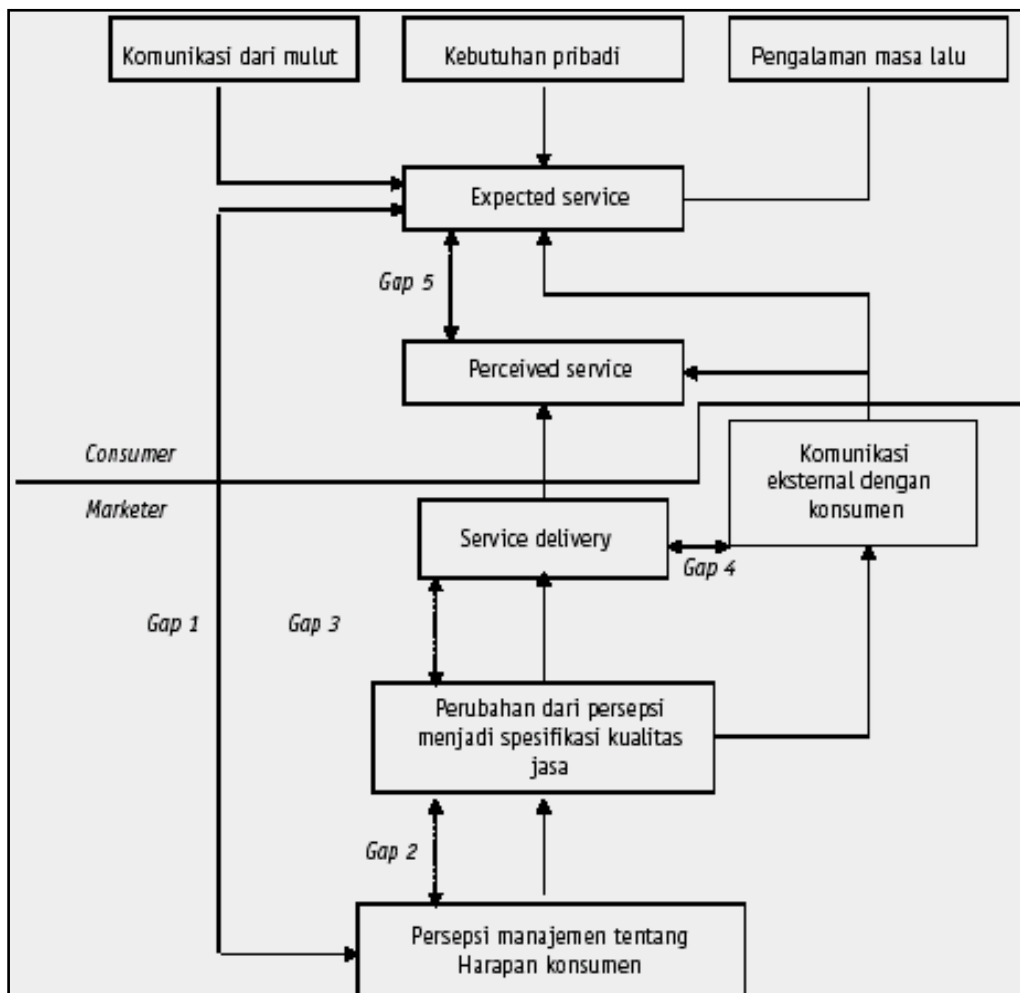 Komunikasi dari mulut
Kebutuhan pribadi
Pengalaman masa lalu
Expected service
Gap 5
Perceived service
Consumer
Marketer
Komunikasi
eksternal dengan
konsumen
Service delivery
Gap 4
Gap 1
Gap 3
Perubahan dari persepsi
menjadi spesifikasi kualitas
jasa
Gap 2
Persepsi manajemen tentang
Harapan konsumen